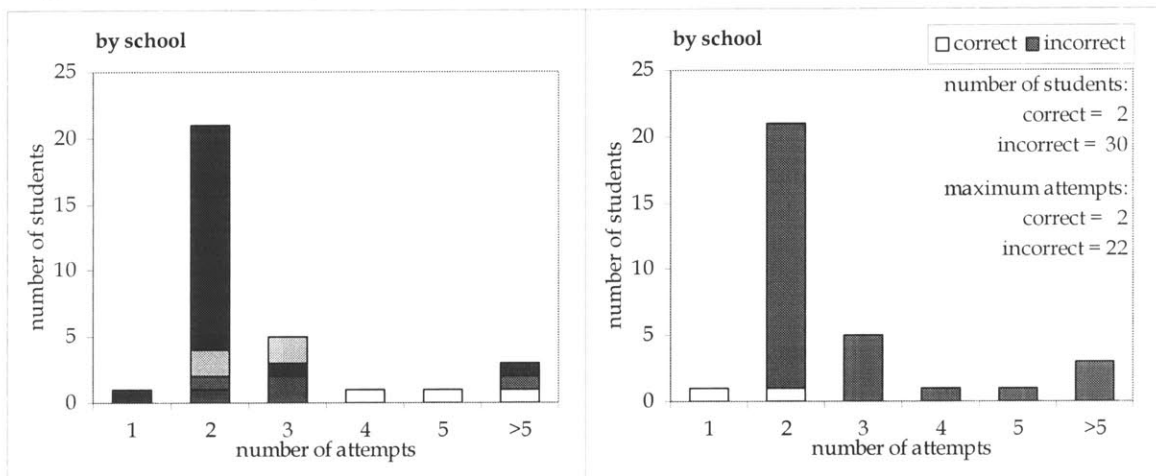 by school
25
20
15
10
5
0
number of students
1 2 3 4 5 >5
number of attempts
by school
correct incorrect
number of students:
correct = 2
incorrect = 30
maximum attempts:
correct = 2
incorrect = 22
25
20
15
10
5
0
number of students
1 2 3 4 5 >5
number of attempts